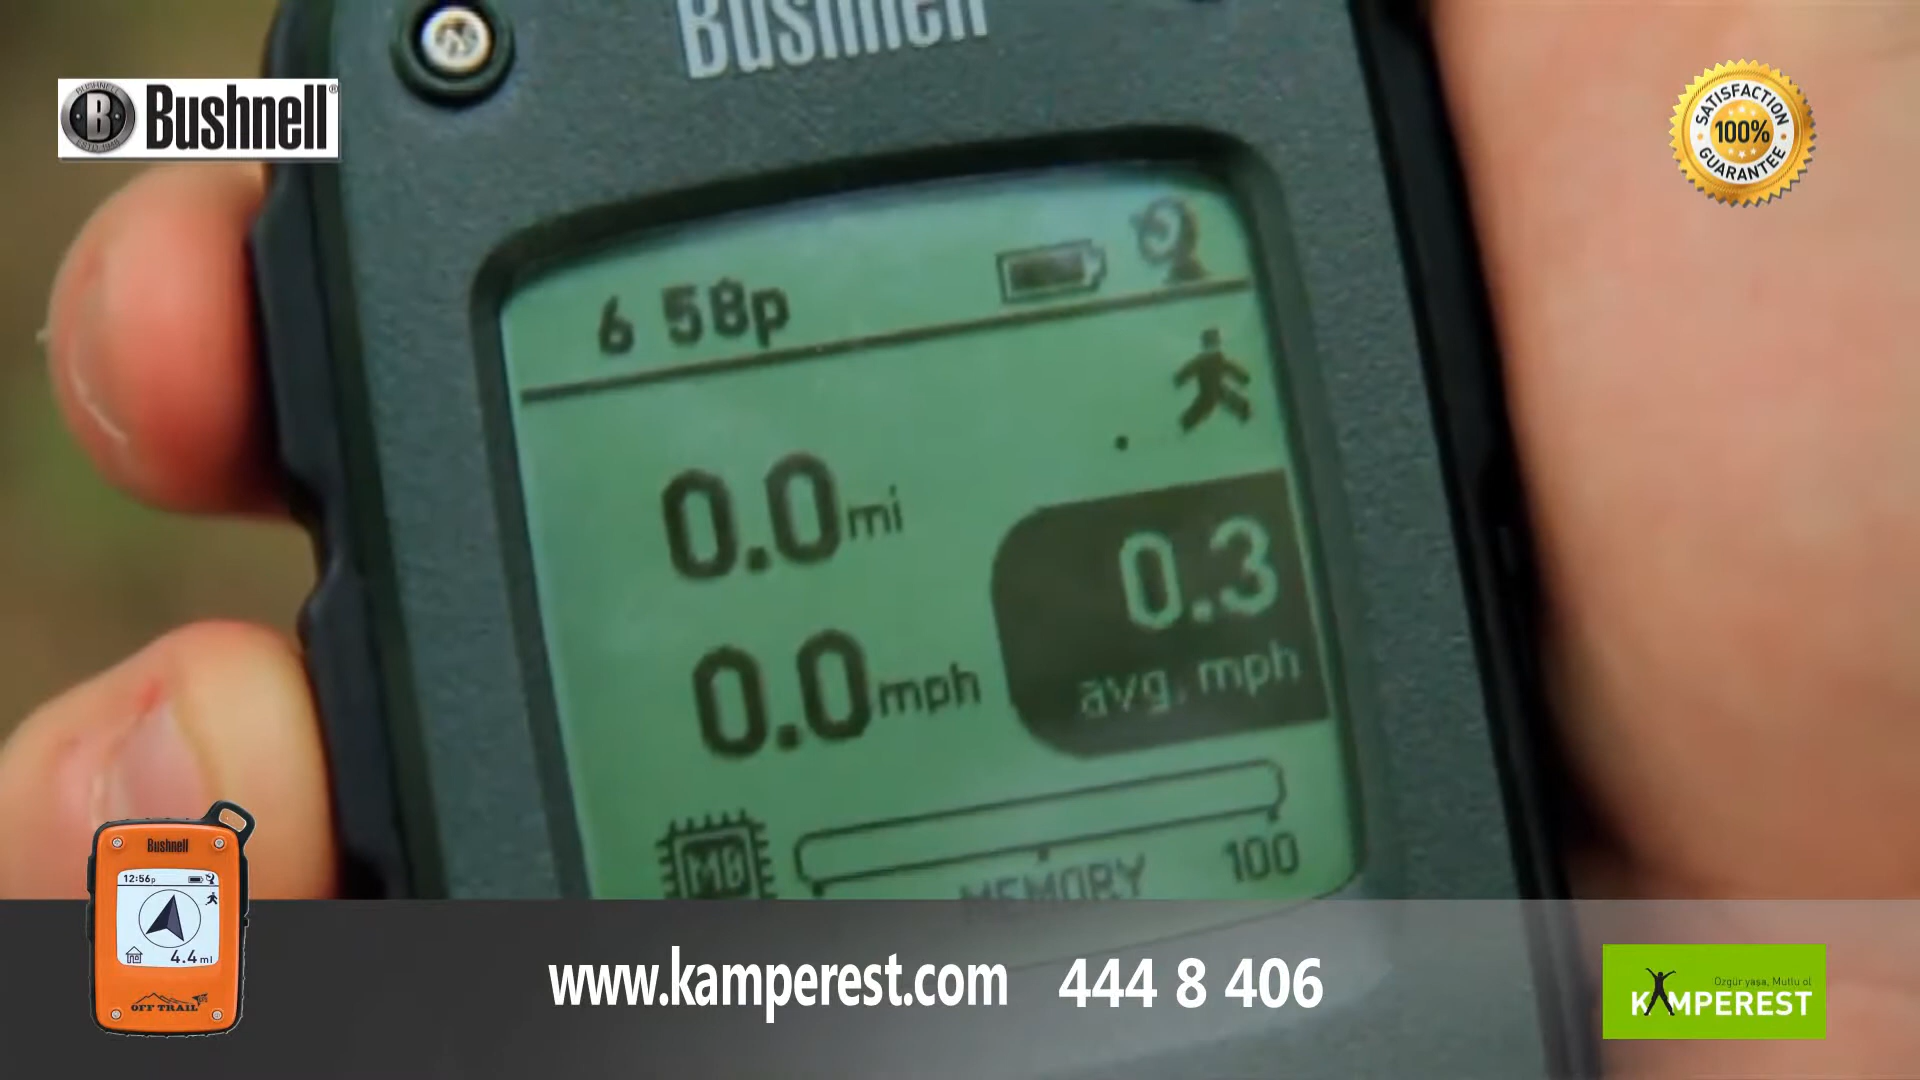 Bushnell
BUSHNELL
B
Bushnell®
SATISFACTION
100%
GUARANTEE
6 58p
0.0mi
0.3
avg. mph
0.0mph
MB
MEMORY
100
Bushnell
12:56p
4.4mi
OFF TRAIL
www.kamperest.com 444 8 406
Özgür yaşa, Mutlu ol
KAMPEREST